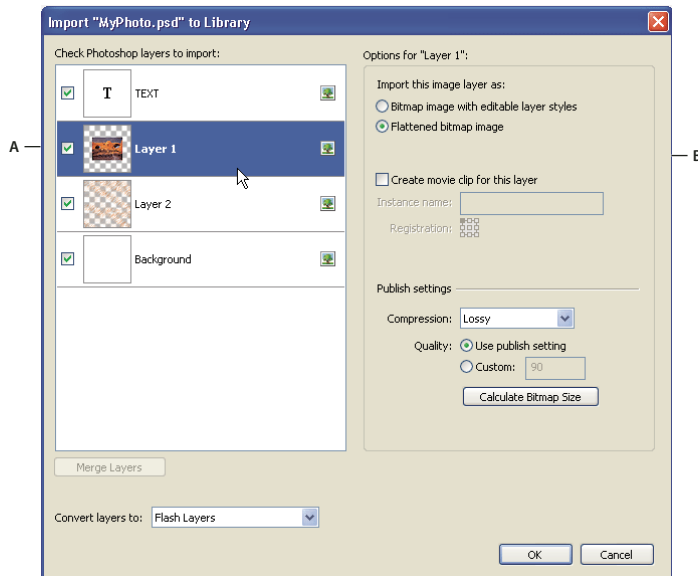 Import "MyPhoto.psd" to Library
Check Photoshop layers to import:
T TEXT
A
Layer 1
Layer 2
Background
Merge Layers
Convert layers to: Flash Layers
Options for "Layer 1":
Import this image layer as:
Bitmap image with editable layer styles
Flattened bitmap image
Create movie clip for this layer
Instance name:
Registration:
Publish settings
Compression: Lossy
Quality: Use publish setting
Custom: 90
Calculate Bitmap Size
OK Cancel